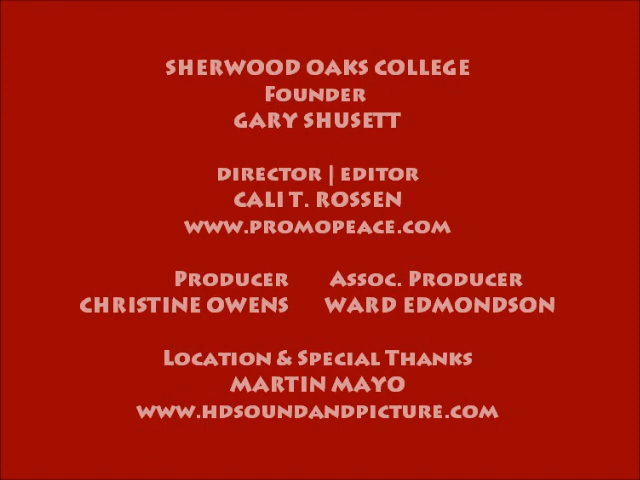 SHERWOOD OAKS COLLEGE
FOUNDER
GARY SHUSETT
DIRECTOR | EDITOR
CALI T. ROSSEN
WWW.PROMOPEACE.COM
PRODUCER ASSOC. PRODUCER
CHRISTINE OWENS WARD EDMONDSON
LOCATION & SPECIAL THANKS
MARTIN MAYO
WWW.HDSOUNDANDPICTURE.COM